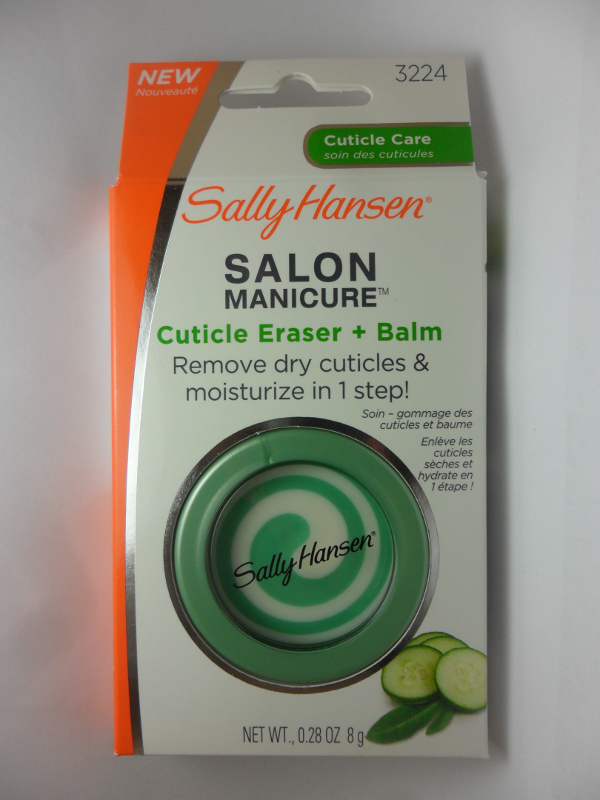 NEW
Nouveauté
3224
Cuticle Care
soin des cuticules
Sally Hansen®
SALON
MANICURE™
Cuticle Eraser + Balm
Remove dry cuticles &
moisturize in 1 step!
Soin – gommage des
cuticules et baume
Enlève les
cuticles
sèches et
hydrate en
1 étape !
Sally Hansen®
NET WT., 0.28 OZ 8 g